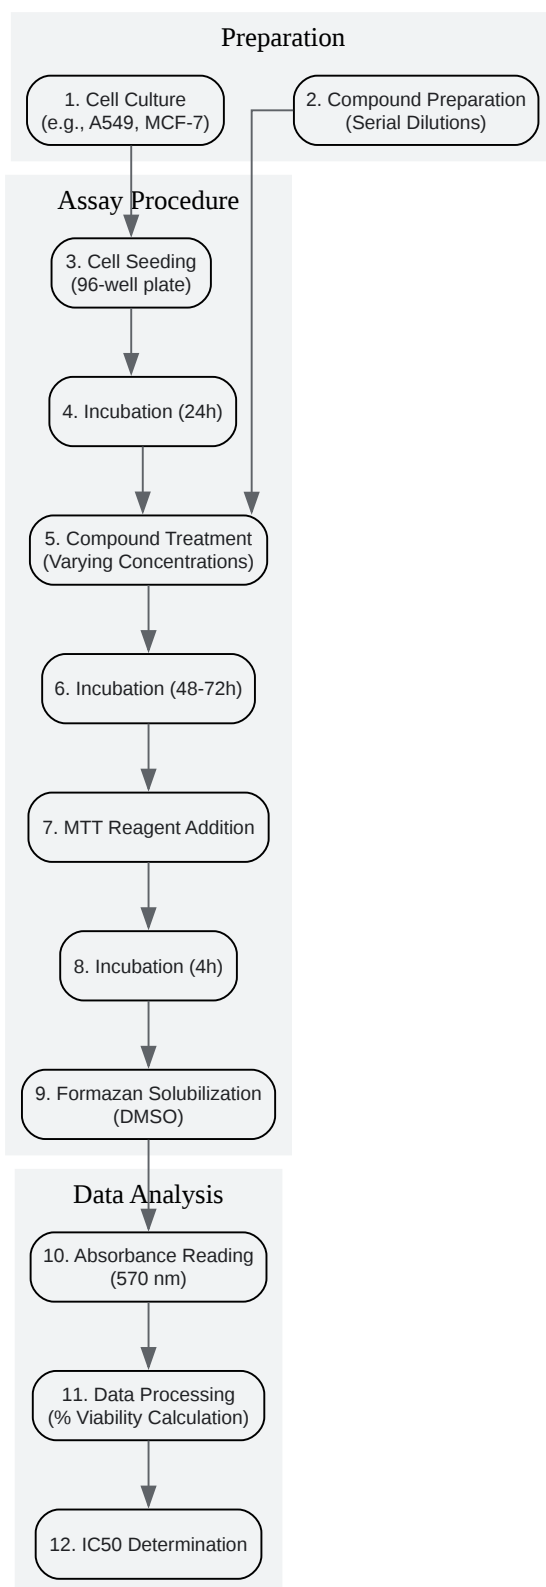 Preparation
1. Cell Culture
(e.g., A549, MCF-7)
2. Compound Preparation
(Serial Dilutions)
Assay Procedure
3. Cell Seeding
(96-well plate)
4. Incubation (24h)
5. Compound Treatment
(Varying Concentrations)
6. Incubation (48-72h)
7. MTT Reagent Addition
8. Incubation (4h)
9. Formazan Solubilization
(DMSO)
Data Analysis
10. Absorbance Reading
(570 nm)
11. Data Processing
(% Viability Calculation)
12. IC50 Determination